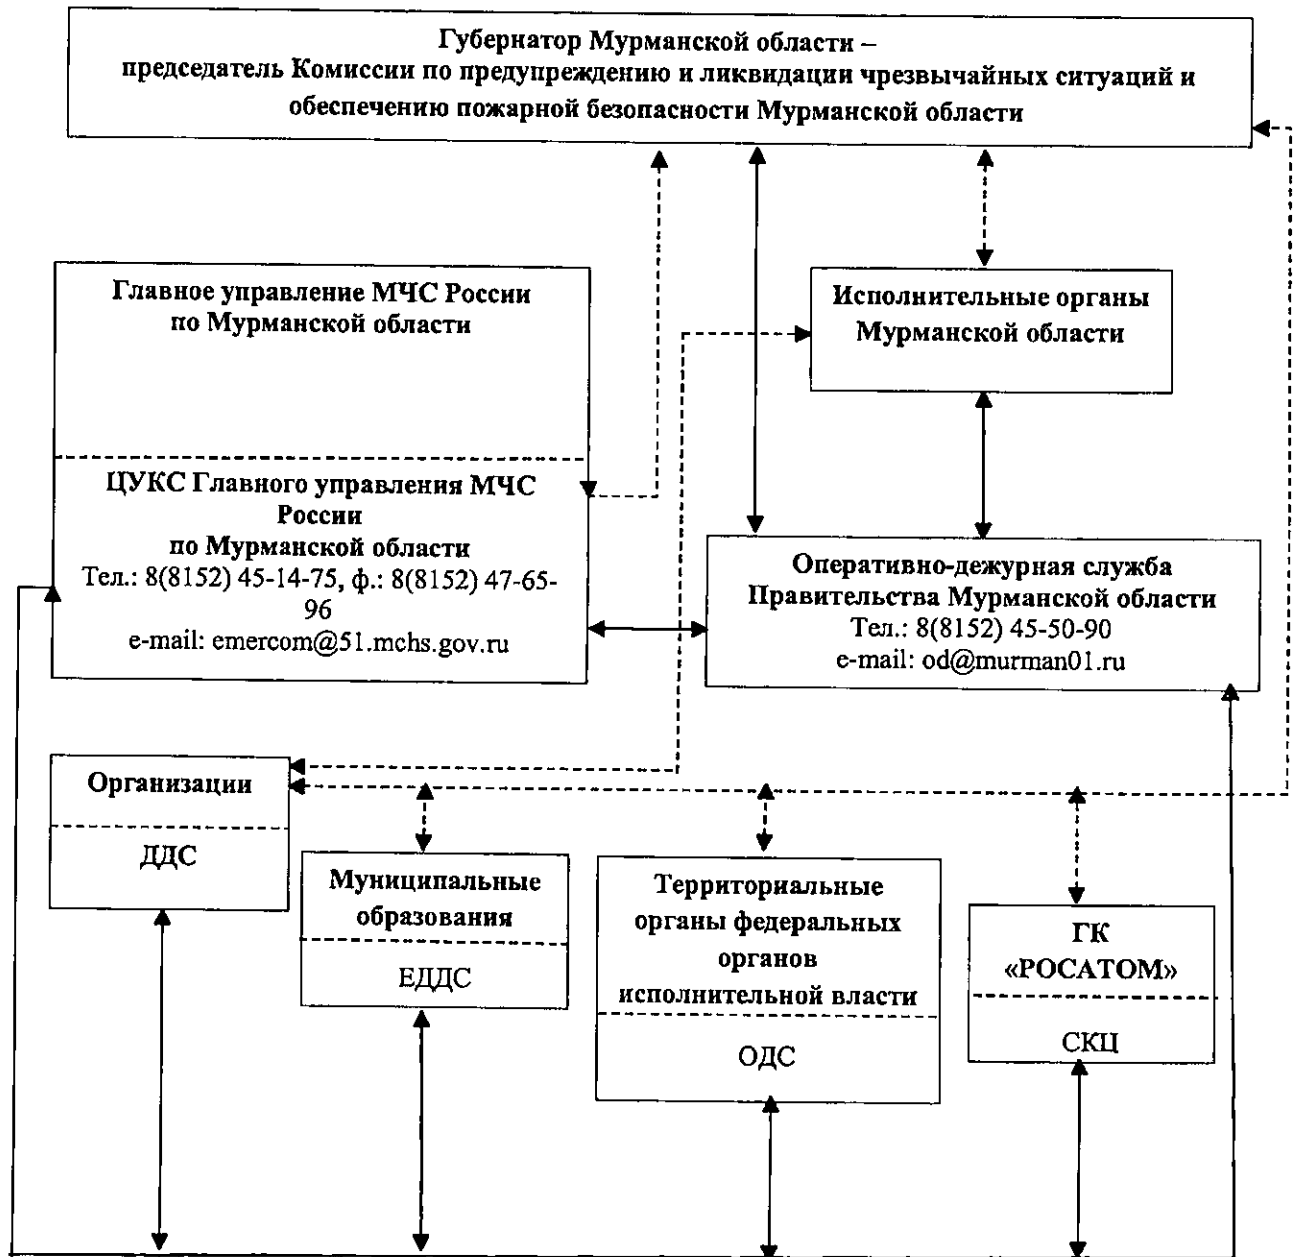 Губернатор Мурманской области –
председатель Комиссии по предупреждению и ликвидации чрезвычайных ситуаций и
обеспечению пожарной безопасности Мурманской области
Главное управление МЧС России
по Мурманской области
ЦУКС Главного управления МЧС
России
по Мурманской области
Тел.: 8(8152) 45-14-75, ф.: 8(8152) 47-65-
96
e-mail: emercom@51.mchs.gov.ru
Исполнительные органы
Мурманской области
Оперативно-дежурная служба
Правительства Мурманской области
Тел.: 8(8152) 45-50-90
e-mail: od@murman01.ru
Организации
ДДС
Муниципальные
образования
ЕДДС
Территориальные
органы федеральных
органов
исполнительной власти
ОДС
ГК
«РОСАТОМ»
СКЦ